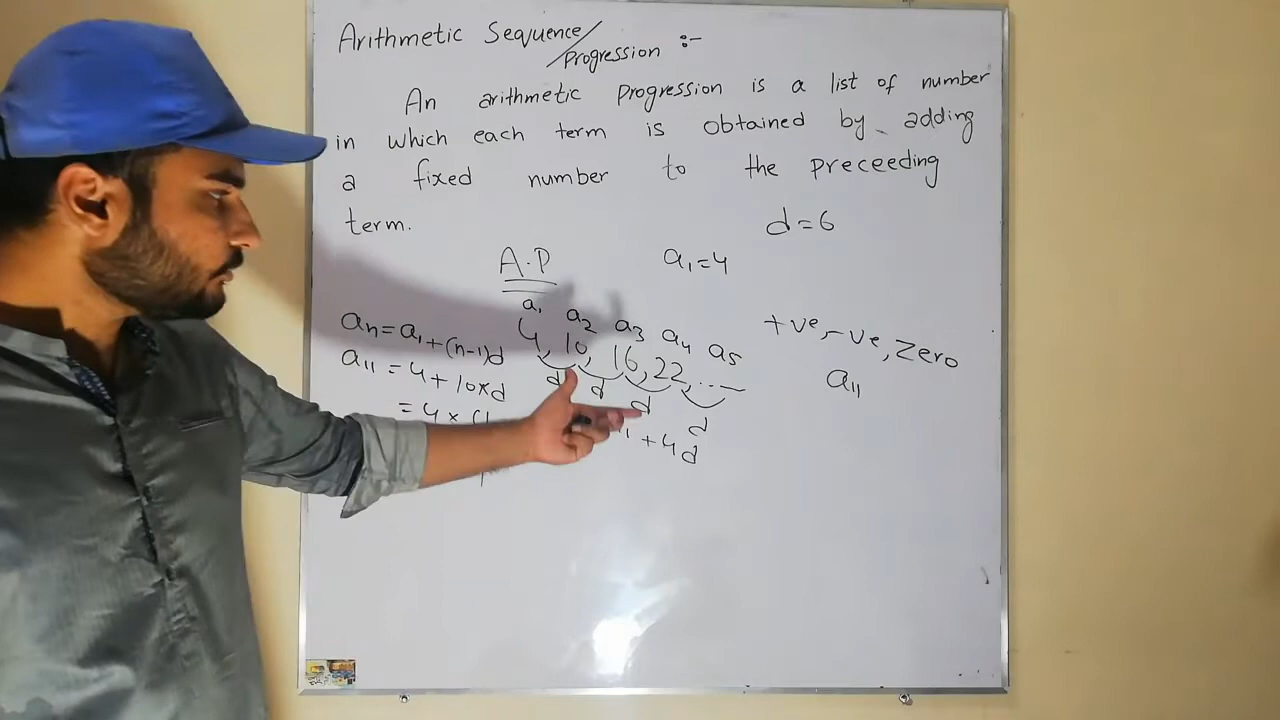 Arithmetic Sequence/
Progression :-
An arithmetic progression is a list of number
in which each term is obtained by adding
a fixed number to the preceeding
term.
d=6
A.P
a₁=4
a₁ a₂ a₃ a₄ a₅
4, 10, 16, 22, ...
d d d d
an=a₁+(n-1)d
a₁₁=4+10×d
=4×
+4d
+ve,-ve,Zero
a₁₁